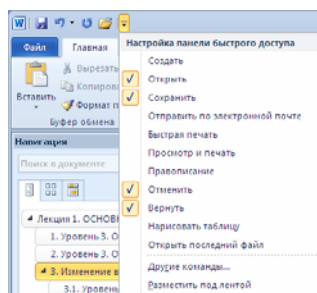 Файл Главная
Вырезать
Копиров
Вставить
Формат п
Буфер обмена
Навигация
Поиск в документе
Лекция 1. ОСНОВ
1. Уровень 3. О
2. Уровень 3. О
3. Изменение в
3.1. Уровень
Настройка панели быстрого доступа
Создать
Открыть
Сохранить
Отправить по электронной почте
Быстрая печать
Просмотр и печать
Правописание
Отменить
Вернуть
Нарисовать таблицу
Открыть последний файл
Другие команды...
Разместить под лентой